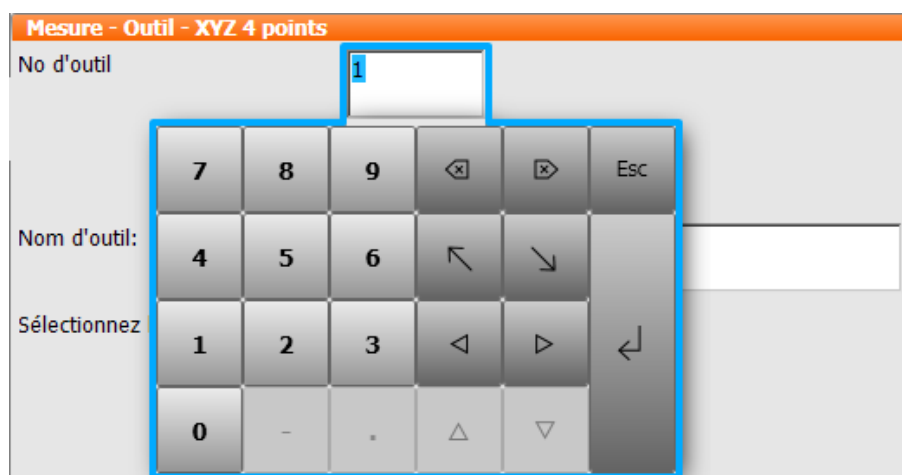 Mesure - Outil - XYZ 4 points
No d'outil
1
7 8 9 Esc
Nom d'outil:
4 5 6
Sélectionnez
1 2 3
0 - .